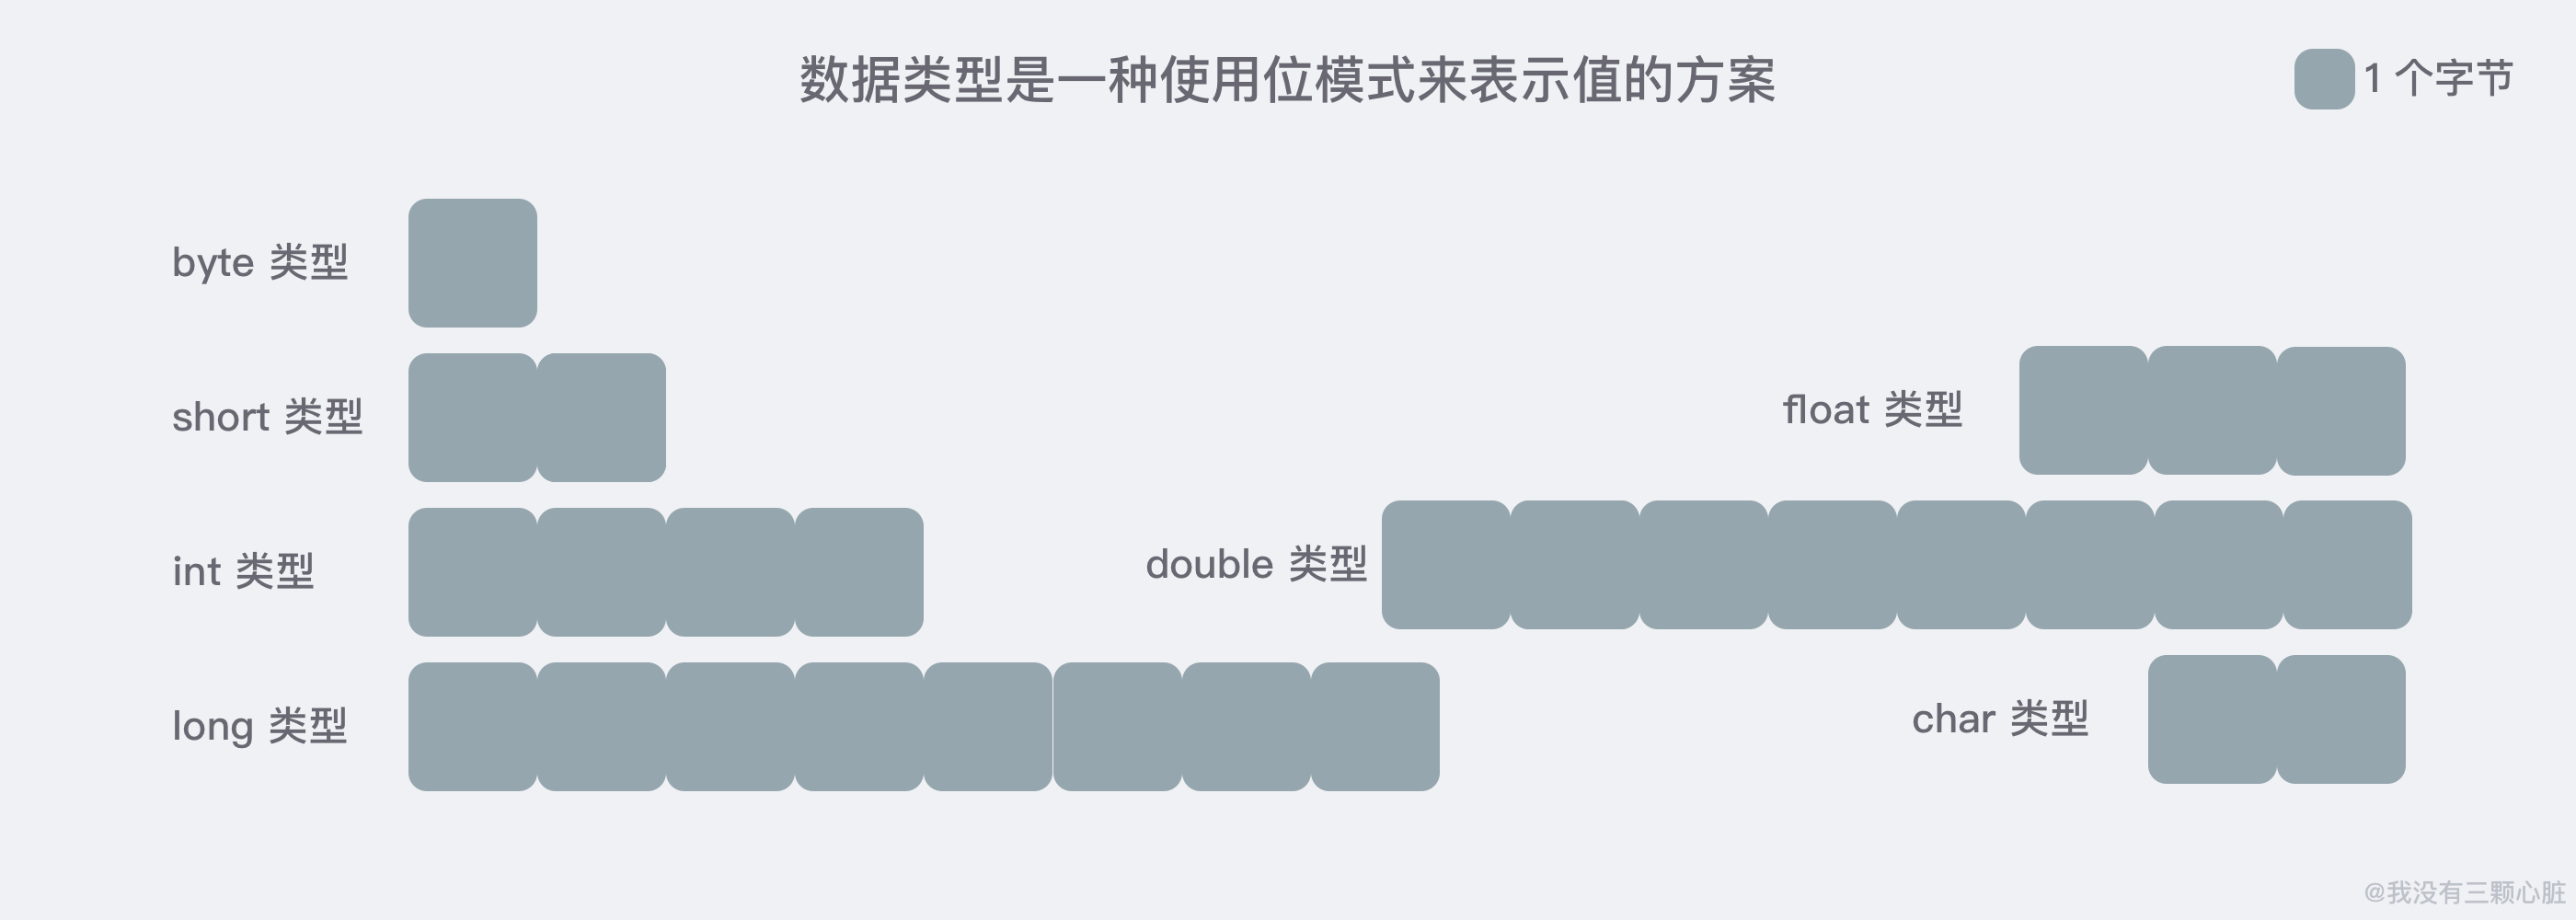 数据类型是一种使用位模式来表示值的方案
1 个字节
byte 类型
short 类型
float 类型
int 类型
double 类型
long 类型
char 类型
@我没有三颗心脏